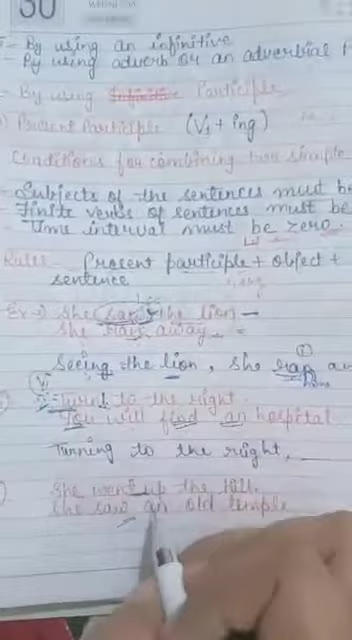 30
- By using an infinitive
- By using adverb or an adverbial
- By using Participle
Present Participle (V1 + ing)
Conditions for combining two simple
- Subjects of the sentences must be
- Finite verbs of sentences must be
- Time interval must be zero.
Rules - Present participle + object +
sentence
Ex-> She saw the lion -
She ran away.
Seeing the lion, she ran
Turn to the right.
You will find an hospital
Turning to the right,
She went up the hill.
She saw an old temple